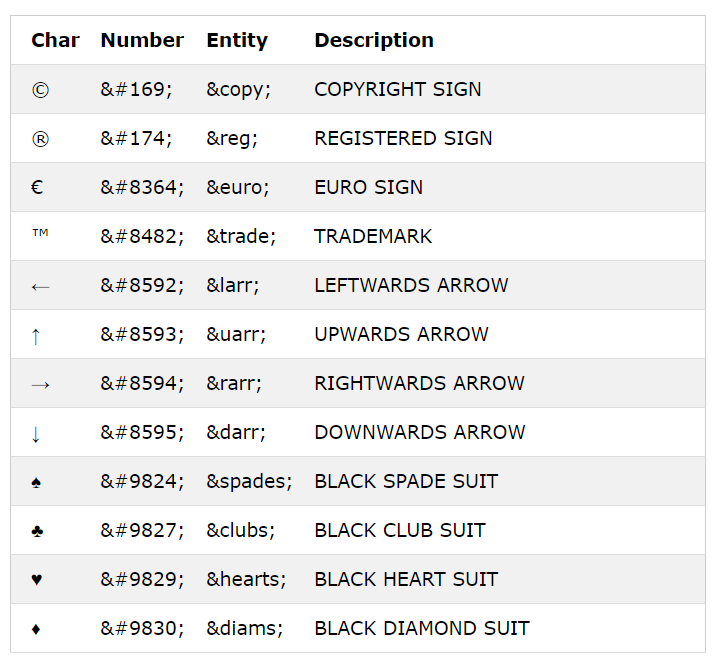 Char Number Entity Description
© &#169; &copy; COPYRIGHT SIGN
® &#174; &reg; REGISTERED SIGN
€ &#8364; &euro; EURO SIGN
™ &#8482; &trade; TRADEMARK
← &#8592; &larr; LEFTWARDS ARROW
↑ &#8593; &uarr; UPWARDS ARROW
→ &#8594; &rarr; RIGHTWARDS ARROW
↓ &#8595; &darr; DOWNWARDS ARROW
♠ &#9824; &spades; BLACK SPADE SUIT
♣ &#9827; &clubs; BLACK CLUB SUIT
♥ &#9829; &hearts; BLACK HEART SUIT
♦ &#9830; &diams; BLACK DIAMOND SUIT